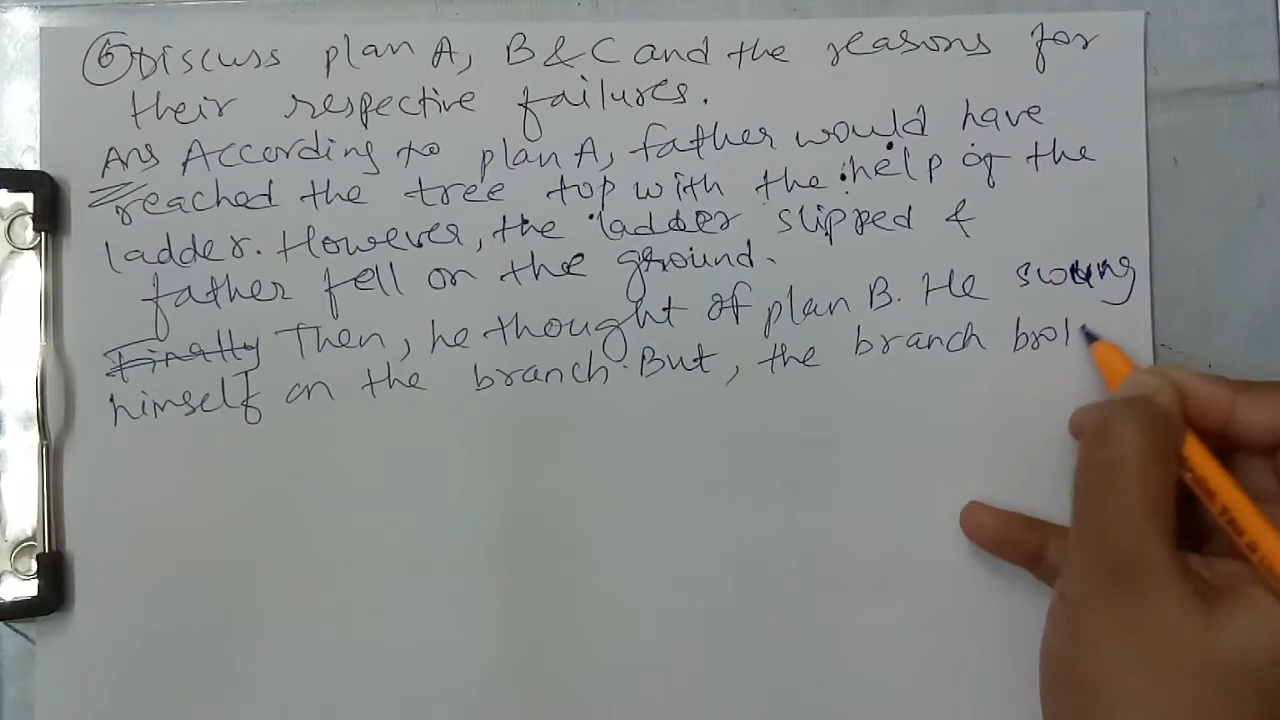 ⑥ Discuss plan A, B & C and the reasons for
their respective failures.
Ans According to plan A, father would have
reached the tree top with the help of the
ladder. However, the ladder slipped &
father fell on the ground.
Finally Then, he thought of plan B. He swung
himself on the branch. But, the branch brok